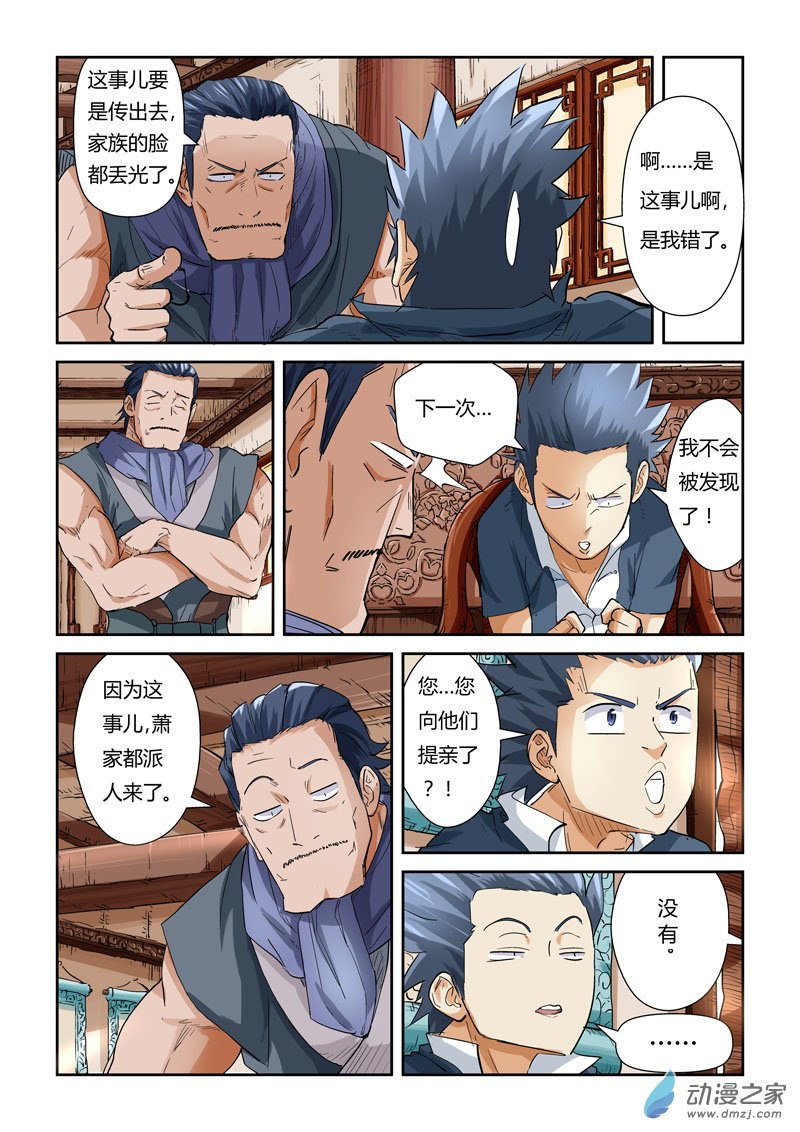 这事儿要
是传出去,
家族的脸
都丢光了。
啊……是
这事儿啊,
是我错了。
下一次…
我不会
被发现
了！
因为这
事儿,萧
家都派
人来了。
您…您
向他们
提亲了
？！
没
有。
……
动漫之家
www.dmzj.com